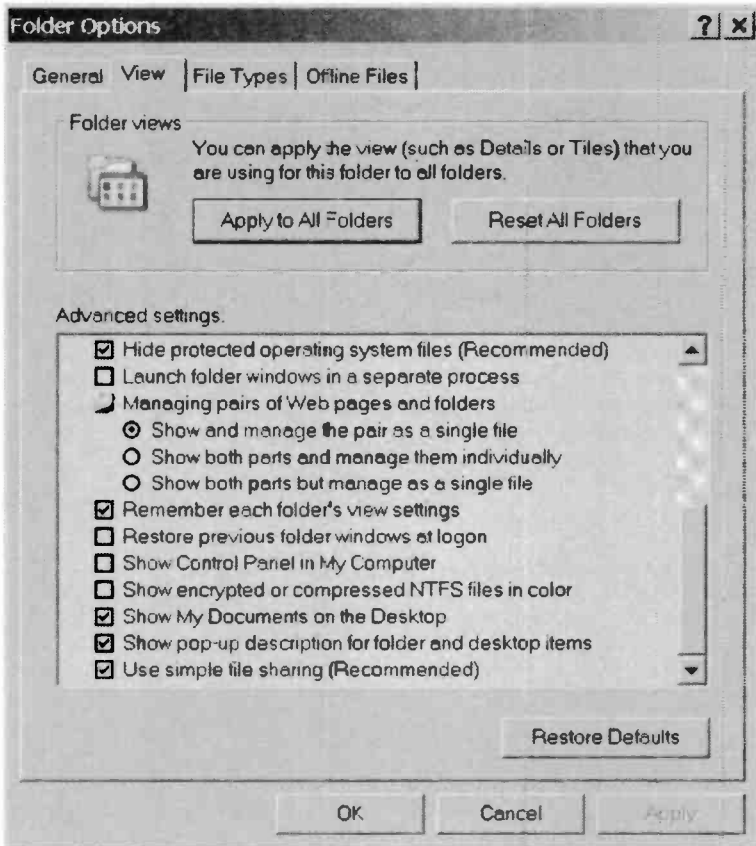 Folder Options
General View File Types Offline Files
Folder views
You can apply the view (such as Details or Tiles) that you
are using for this folder to all folders.
Apply to All Folders Reset All Folders
Advanced settings:
Hide protected operating system files (Recommended)
Launch folder windows in a separate process
Managing pairs of Web pages and folders
Show and manage the pair as a single file
Show both parts and manage them individually
Show both parts but manage as a single file
Remember each folder's view settings
Restore previous folder windows at logon
Show Control Panel in My Computer
Show encrypted or compressed NTFS files in color
Show My Documents on the Desktop
Show pop-up description for folder and desktop items
Use simple file sharing (Recommended)
Restore Defaults
OK Cancel Apply